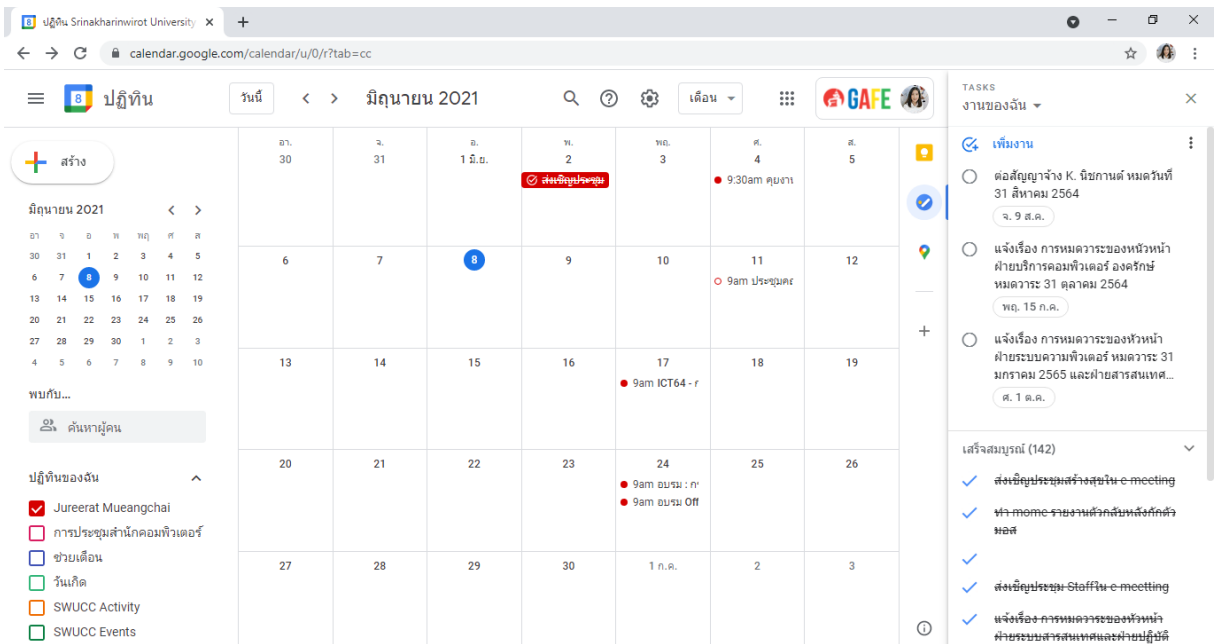 ปฏิทิน Srinakharinwirot University
calendar.google.com/calendar/u/0/r?tab=cc
8 ปฏิทิน
วันนี้
มิถุนายน 2021
เดือน
GAFE
สร้าง
มิถุนายน 2021
อา จ อ พ พฤ ศ ส
30 31 1 2 3 4 5
6 7 8 9 10 11 12
13 14 15 16 17 18 19
20 21 22 23 24 25 26
27 28 29 30 1 2 3
4 5 6 7 8 9 10
พบกับ...
ค้นหาผู้คน
ปฏิทินของฉัน
Jureerat Mueangchai
การประชุมสำนักคอมพิวเตอร์
ช่วยเตือน
วันเกิด
SWUCC Activity
SWUCC Events
อา. จ. อ. พ. พฤ. ศ. ส.
30 31 1 มิ.ย. 2 3 4 5
ส่งเชิญประชุม
9:30am คุยงาน
6 7 8 9 10 11 12
9am ประชุมคณ
13 14 15 16 17 18 19
9am ICT64 - ก
20 21 22 23 24 25 26
9am อบรม : กา
9am อบรม Off
27 28 29 30 1 ก.ค. 2 3
TASKS
งานของฉัน
เพิ่มงาน
ต่อสัญญาจ้าง K. นิชกานต์ หมดวันที่
31 สิหาคม 2564
จ. 9 ส.ค.
แจ้งเรื่อง การหมดวาระของหนัวหน้า
ฝ่ายบริการคอมพิวเตอร์ องครักษ์
หมดวาระ 31 ตุลาคม 2564
พฤ. 15 ก.ค.
แจ้งเรื่อง การหมดวาระของหัวหน้า
ฝ่ายระบบความพิวเตอร์ หมดวาระ 31
มกราคม 2565 และฝ่ายสารสนเทศ...
ศ. 1 ต.ค.
เสร็จสมบูรณ์ (142)
ส่งเชิญประชุมสร้างสุขใน e meeting
ทำ mome รายงานตัวกลับหลังกักตัว
มอส
ส่งเชิญประชุม Staffใน e meetting
แจ้งเรื่อง การหมดวาระของหัวหน้า
ฝ่ายระบบสารสนเทศและฝ่ายปฏิบัติ